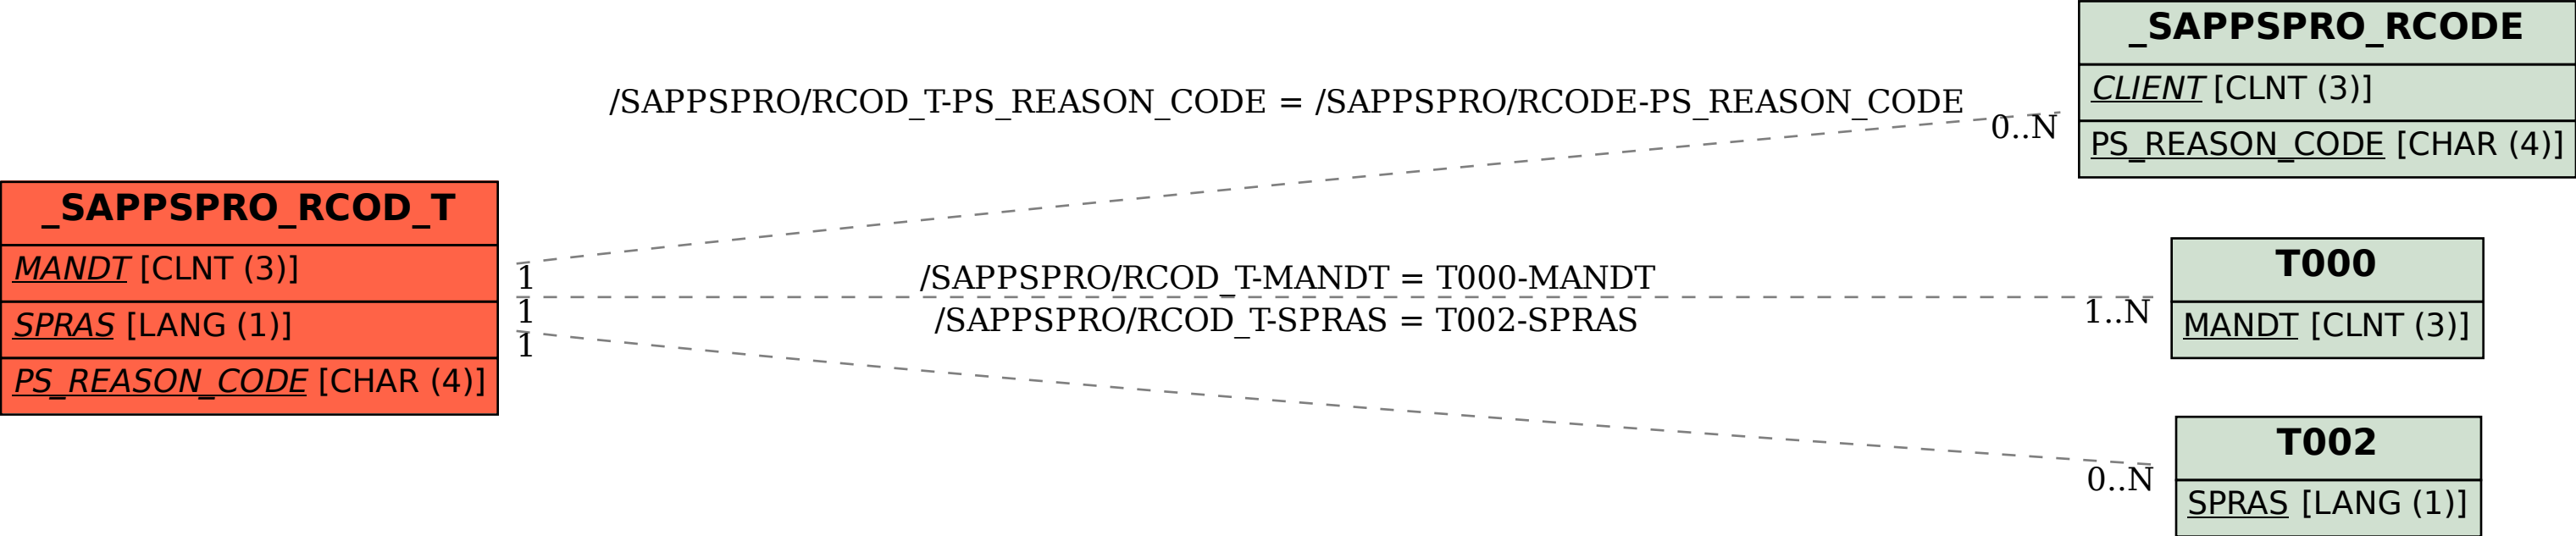 _SAPPSPRO_RCODE
CLIENT [CLNT (3)]
PS_REASON_CODE [CHAR (4)]
/SAPPSPRO/RCOD_T-PS_REASON_CODE = /SAPPSPRO/RCODE-PS_REASON_CODE
0..N
_SAPPSPRO_RCOD_T
MANDT [CLNT (3)]
SPRAS [LANG (1)]
PS_REASON_CODE [CHAR (4)]
1
1
1
/SAPPSPRO/RCOD_T-MANDT = T000-MANDT
/SAPPSPRO/RCOD_T-SPRAS = T002-SPRAS
1..N
T000
MANDT [CLNT (3)]
0..N
T002
SPRAS [LANG (1)]